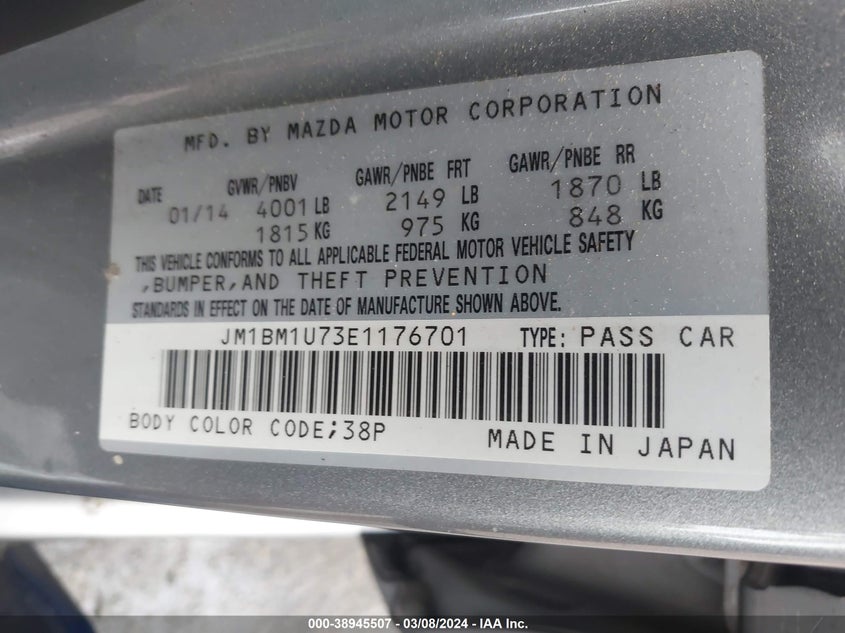 MFD. BY MAZDA MOTOR CORPORATION
DATE GVWR/PNBV GAWR/PNBE FRT GAWR/PNBE RR
01/14 4001 LB 2149 LB 1870 LB
1815 KG 975 KG 848 KG
THIS VEHICLE CONFORMS TO ALL APPLICABLE FEDERAL MOTOR VEHICLE SAFETY
,BUMPER,AND THEFT PREVENTION
STANDARDS IN EFFECT ON THE DATE OF MANUFACTURE SHOWN ABOVE.
JM1BM1U73E1176701 TYPE: PASS CAR
BODY COLOR CODE;38P MADE IN JAPAN
000-38945507 - 03/08/2024 - IAA Inc.